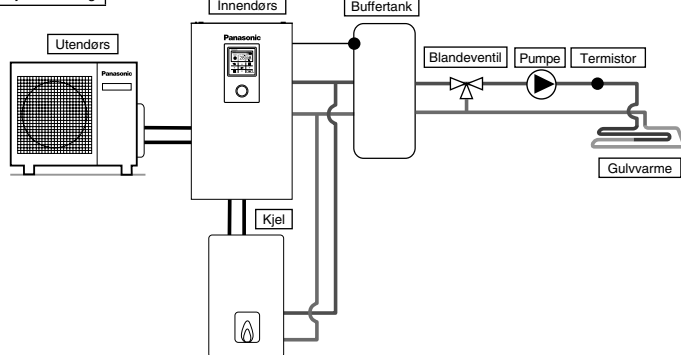 Innendørs
Buffertank
Utendørs
Panasonic
Panasonic
Blandeventil
Pumpe
Termistor
Gulvvarme
Kjel